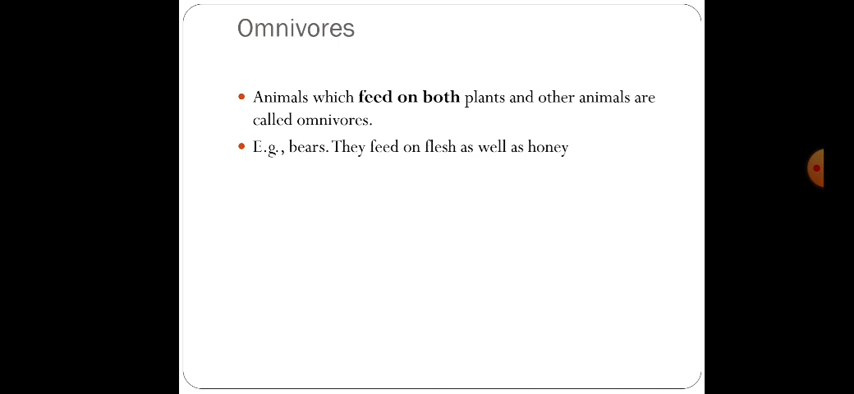 Omnivores
• Animals which feed on both plants and other animals are
called omnivores.
• E.g., bears. They feed on flesh as well as honey